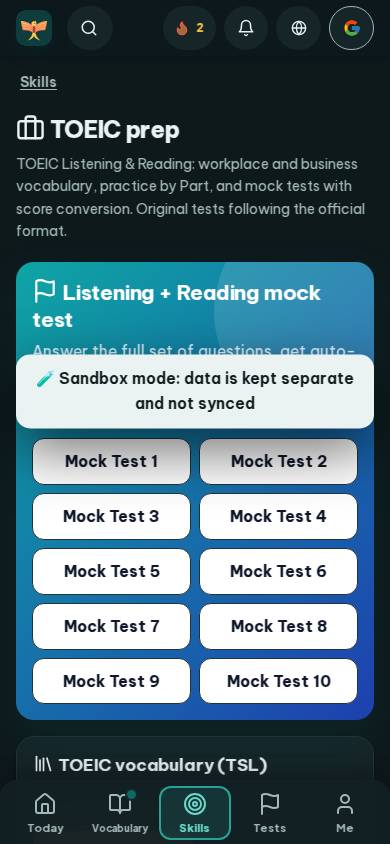 2
Skills
TOEIC prep
TOEIC Listening & Reading: workplace and business
vocabulary, practice by Part, and mock tests with
score conversion. Original tests following the official
format.
Listening + Reading mock
test
Answer the full set of questions, get auto-
🧪 Sandbox mode: data is kept separate
and not synced
Mock Test 1
Mock Test 2
Mock Test 3
Mock Test 4
Mock Test 5
Mock Test 6
Mock Test 7
Mock Test 8
Mock Test 9
Mock Test 10
TOEIC vocabulary (TSL)
Today
Vocabulary
Skills
Tests
Me